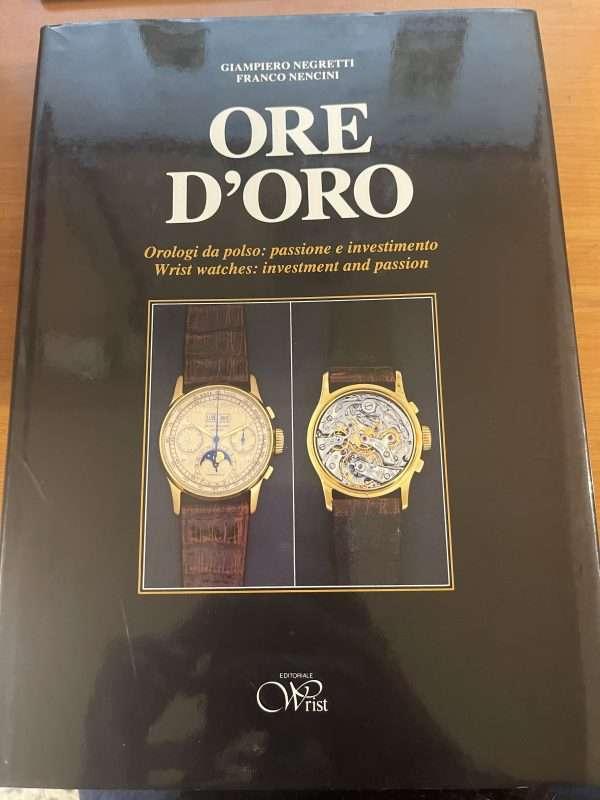 GIAMPIERO NEGRETTI
FRANCO NENCINI
ORE
D'ORO
Orologi da polso: passione e investimento
Wrist watches: investment and passion
EDITORIALE
Wrist